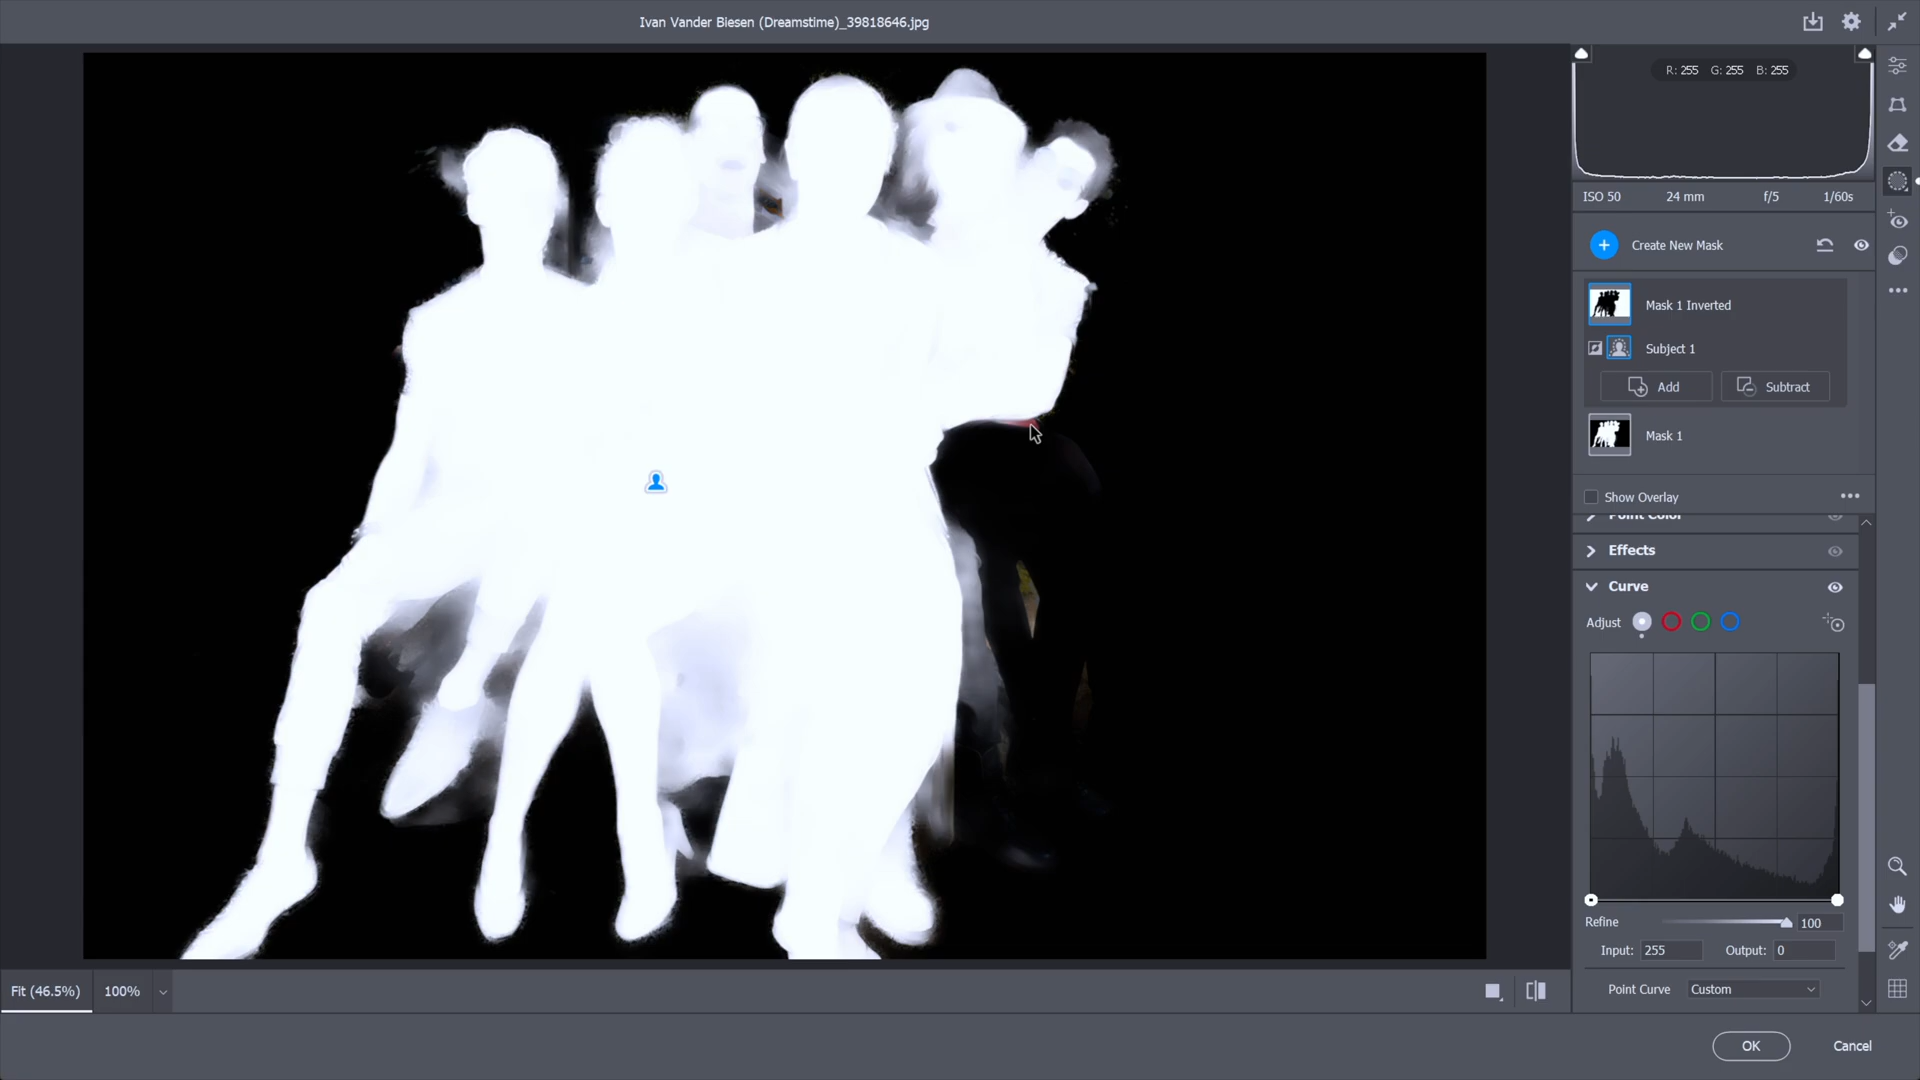 Ivan Vander Biesen (Dreamstime)_39818646.jpg
R: 255 G: 255 B: 255
ISO 50 24 mm f/5 1/60s
Create New Mask
Mask 1 Inverted
Subject 1
Add Subtract
Mask 1
Show Overlay
Point Color
Effects
Curve
Adjust
Refine 100
Input: 255 Output: 0
Point Curve Custom
Fit (46.5%) 100%
OK Cancel